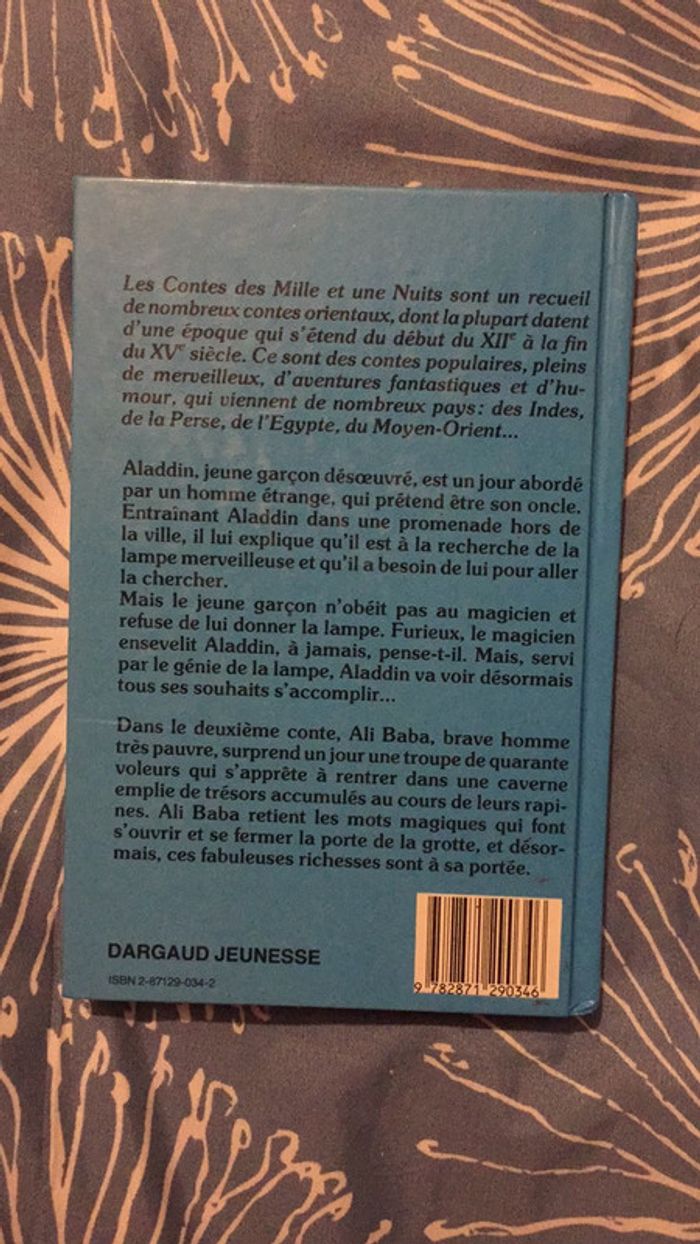 Les Contes des Mille et une Nuits sont un recueil
de nombreux contes orientaux, dont la plupart datent
d'une époque qui s'étend du début du XIIe à la fin
du XVe siècle. Ce sont des contes populaires, pleins
de merveilleux, d'aventures fantastiques et d'hu-
mour, qui viennent de nombreux pays : des Indes,
de la Perse, de l'Egypte, du Moyen-Orient...
Aladdin, jeune garçon désœuvré, est un jour abordé
par un homme étrange, qui prétend être son oncle.
Entraînant Aladdin dans une promenade hors de
la ville, il lui explique qu'il est à la recherche de la
lampe merveilleuse et qu'il a besoin de lui pour aller
la chercher.
Mais le jeune garçon n'obéit pas au magicien et
refuse de lui donner la lampe. Furieux, le magicien
ensevelit Aladdin, à jamais, pense-t-il. Mais, servi
par le génie de la lampe, Aladdin va voir désormais
tous ses souhaits s'accomplir...
Dans le deuxième conte, Ali Baba, brave homme
très pauvre, surprend un jour une troupe de quarante
voleurs qui s'apprête à rentrer dans une caverne
emplie de trésors accumulés au cours de leurs rapi-
nes. Ali Baba retient les mots magiques qui font
s'ouvrir et se fermer la porte de la grotte, et désor-
mais, ces fabuleuses richesses sont à sa portée.
DARGAUD JEUNESSE
ISBN 2-87129-034-2
9 782871 290346